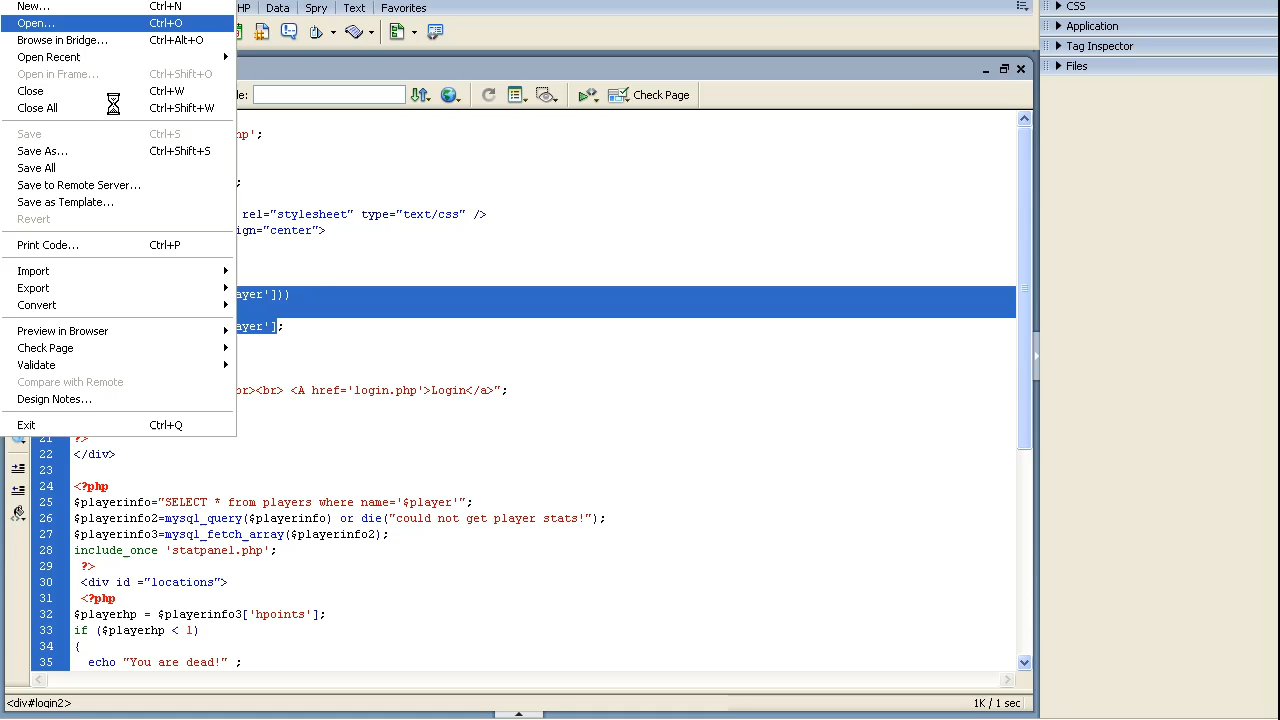 New... Ctrl+N
HP Data Spry Text Favorites
CSS
Open... Ctrl+O
Application
Browse in Bridge... Ctrl+Alt+O
Tag Inspector
Open Recent
Files
Open in Frame... Ctrl+Shift+O
Close Ctrl+W
Check Page
Close All Ctrl+Shift+W
Save Ctrl+S
hp';
Save As... Ctrl+Shift+S
Save All
;
Save to Remote Server...
Save as Template...
rel="stylesheet" type="text/css" />
Revert
ign="center">
Print Code... Ctrl+P
Import
Export
ayer']))
Convert
Preview in Browser
ayer'];
Check Page
Validate
Compare with Remote
or><br> <A href='login.php'>Login</a>";
Design Notes...
Exit Ctrl+Q
21 ?>
22 </div>
23
24 <?php
25 $playerinfo="SELECT * from players where name='$player'";
26 $playerinfo2=mysql_query($playerinfo) or die("could not get player stats!");
27 $playerinfo3=mysql_fetch_array($playerinfo2);
28 include_once 'statpanel.php';
29 ?>
30 <div id ="locations">
31 <?php
32 $playerhp = $playerinfo3['hpoints'];
33 if ($playerhp < 1)
34 {
35 echo "You are dead!" ;
<div#login2> 1K / 1 sec